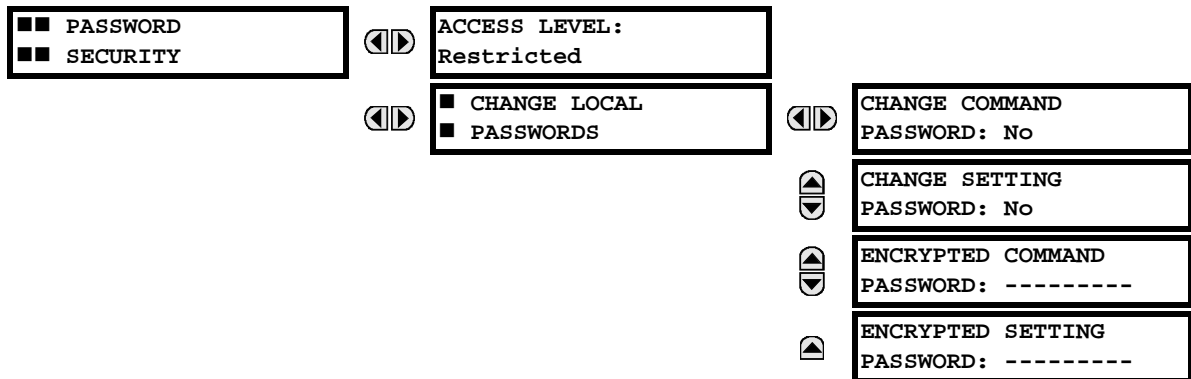 ■■ PASSWORD
■■ SECURITY
ACCESS LEVEL:
Restricted
■ CHANGE LOCAL
■ PASSWORDS
CHANGE COMMAND
PASSWORD: No
CHANGE SETTING
PASSWORD: No
ENCRYPTED COMMAND
PASSWORD: ---------
ENCRYPTED SETTING
PASSWORD: ---------